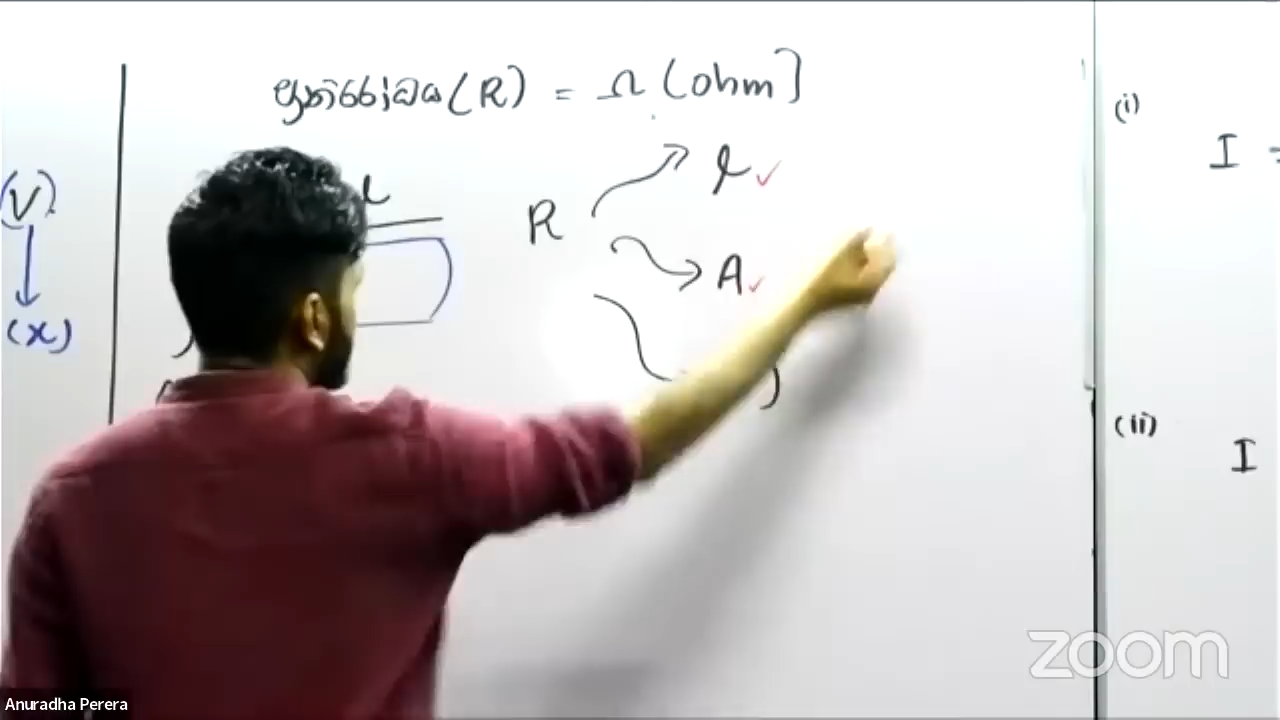 ප්‍රතිරෝධය (R) = Ω (ohm)
(i)
I =
(V)
l
R
l ✓
A ✓
(x)
)
(ii)
I
zoom
Anuradha Perera